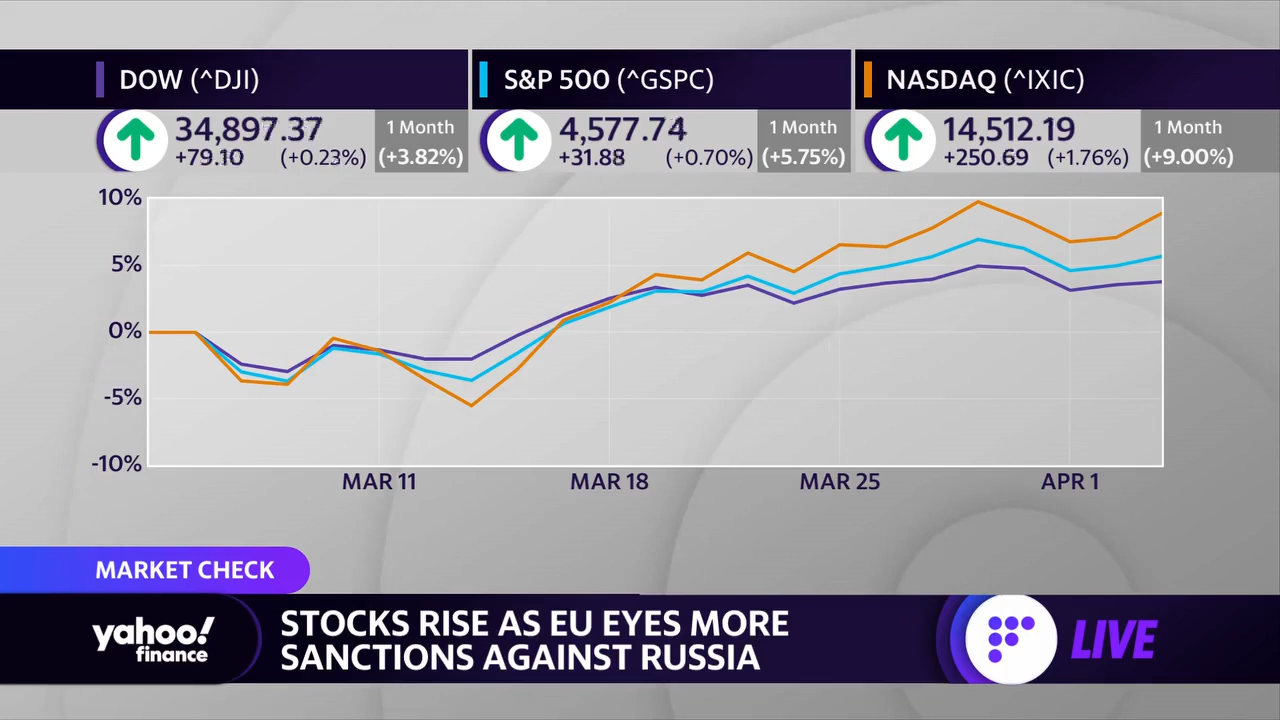 DOW (^DJI)
34,897.37
+79.10 (+0.23%)
1 Month
(+3.82%)
S&P 500 (^GSPC)
4,577.74
+31.88 (+0.70%)
1 Month
(+5.75%)
NASDAQ (^IXIC)
14,512.19
+250.69 (+1.76%)
1 Month
(+9.00%)
10%
5%
0%
-5%
-10%
MAR 11 MAR 18 MAR 25 APR 1
MARKET CHECK
yahoo!
finance
STOCKS RISE AS EU EYES MORE
SANCTIONS AGAINST RUSSIA
LIVE